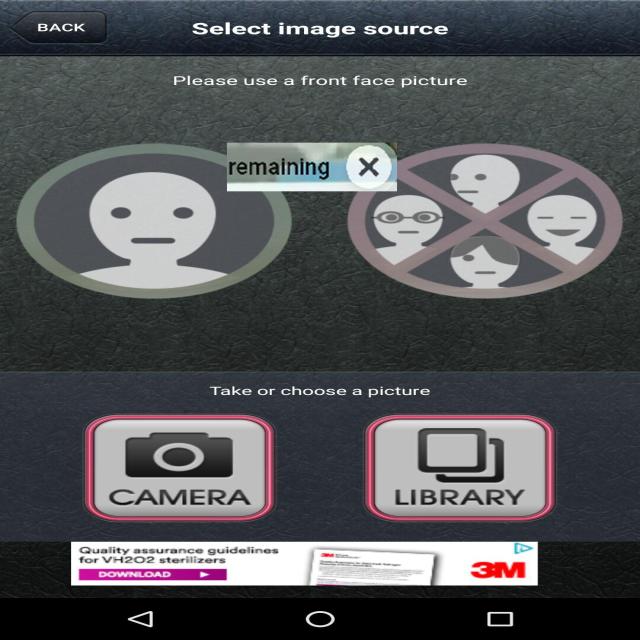 BACK
Select image source
Please use a front face picture
remaining
Take or choose a picture
CAMERA
LIBRARY
Quality assurance guidelines
for VH2O2 sterilizers
DOWNLOAD
3M
3M